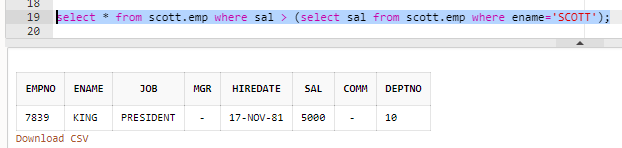 18
19 select * from scott.emp where sal > (select sal from scott.emp where ename='SCOTT');
20
EMPNO ENAME JOB MGR HIREDATE SAL COMM DEPTNO
7839 KING PRESIDENT - 17-NOV-81 5000 - 10
Download CSV